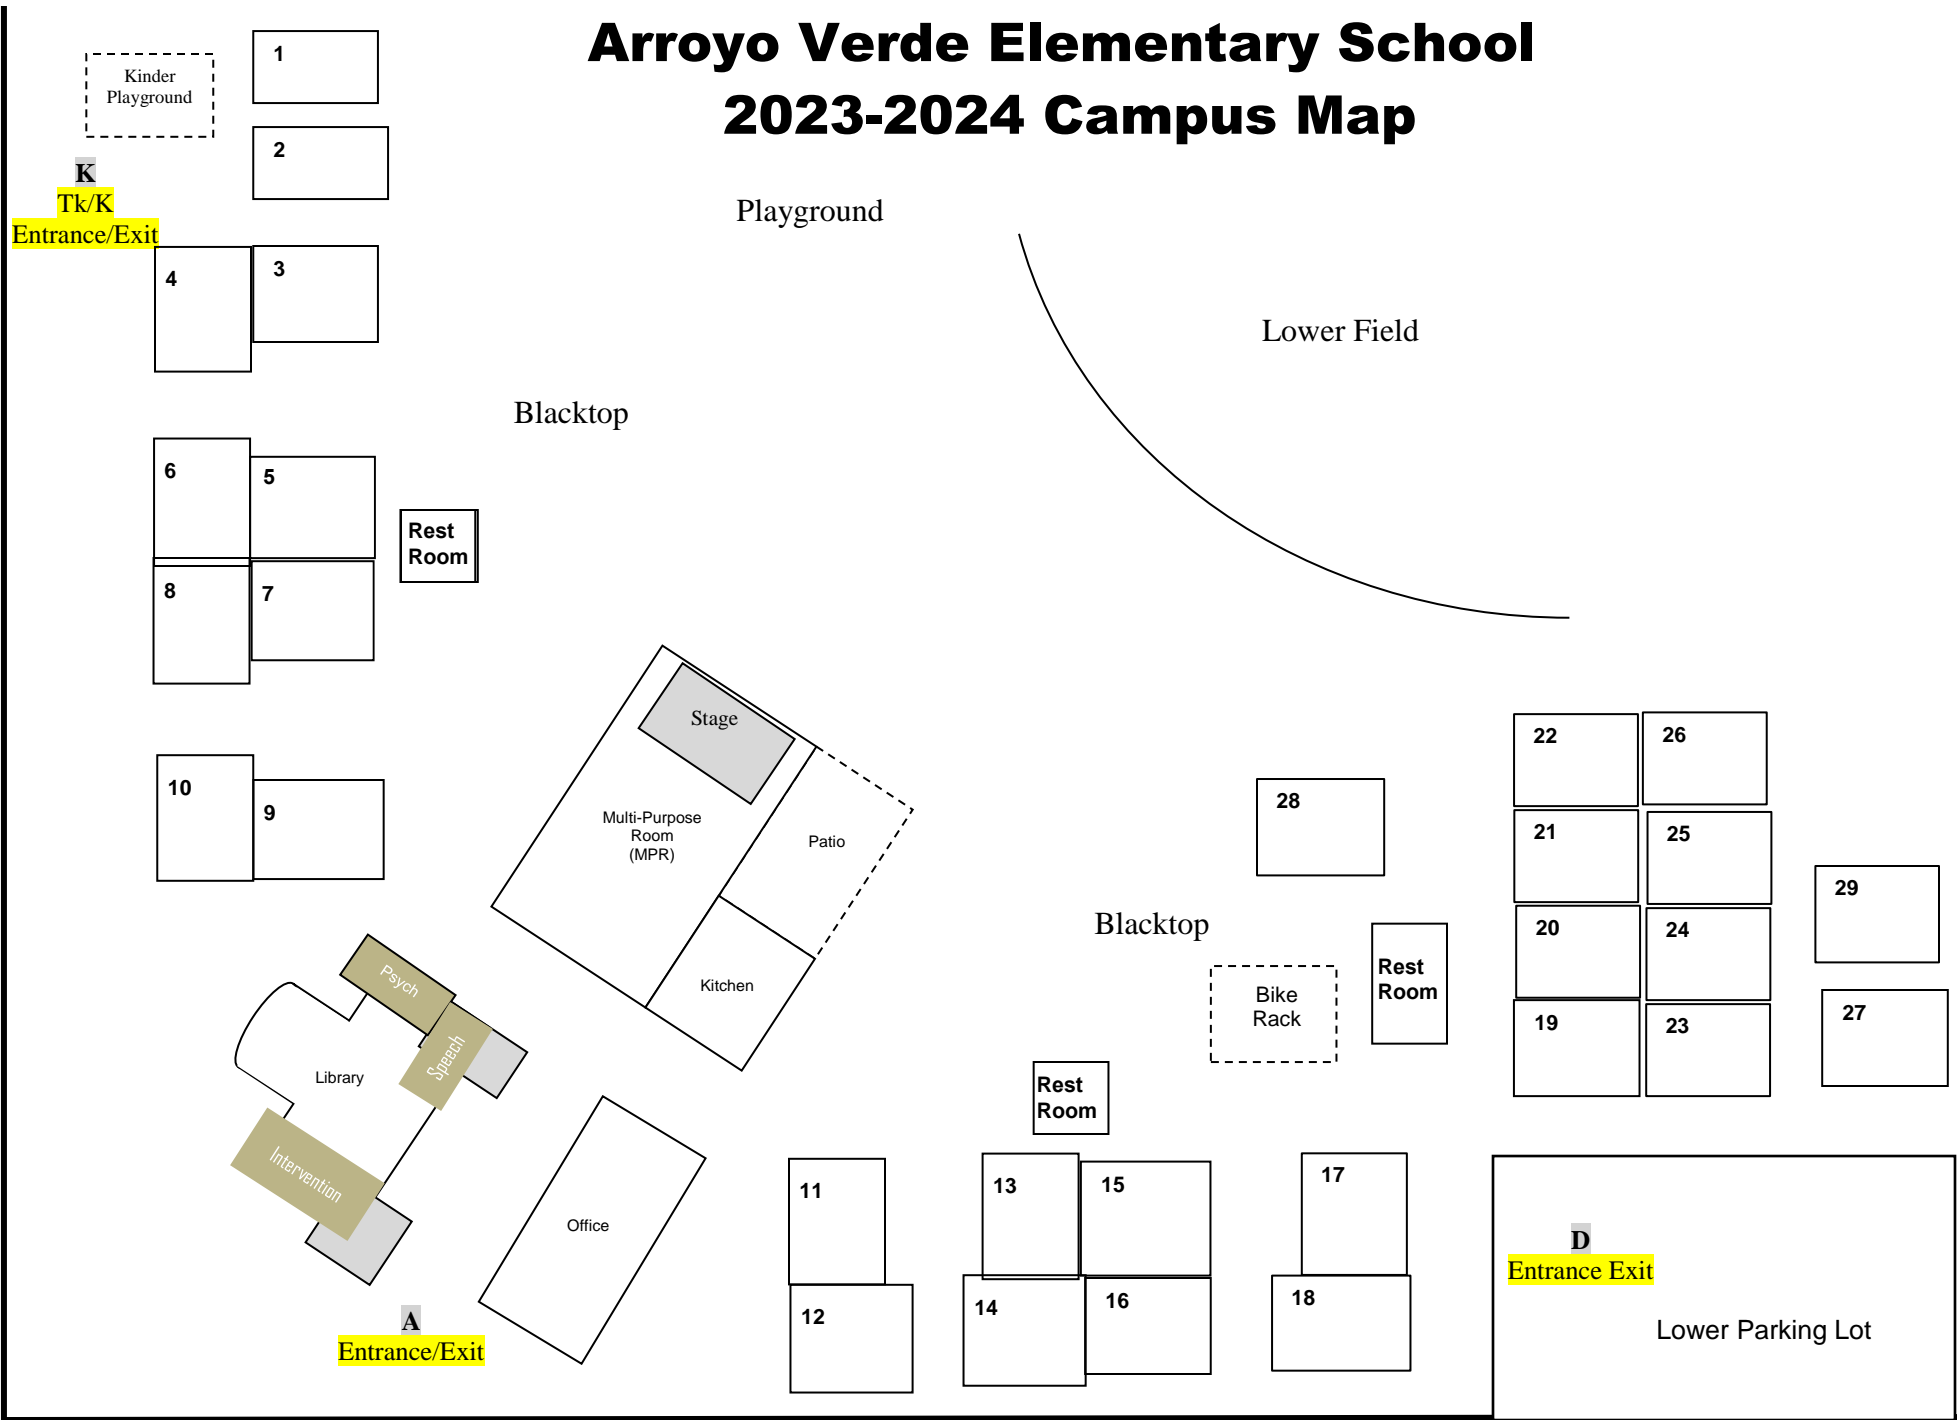 Arroyo Verde Elementary School
2023-2024 Campus Map
Kinder
Playground
1
2
K
Tk/K
Entrance/Exit
4
3
Playground
Lower Field
Blacktop
6
5
Rest
Room
8
7
10
9
Stage
Multi-Purpose
Room
(MPR)
Patio
Kitchen
Psych
Speech
Library
Intervention
Office
A
Entrance/Exit
Blacktop
28
Bike
Rack
Rest
Room
Rest
Room
22
26
21
25
20
24
19
23
29
27
11
12
13
15
14
16
17
18
D
Entrance Exit
Lower Parking Lot